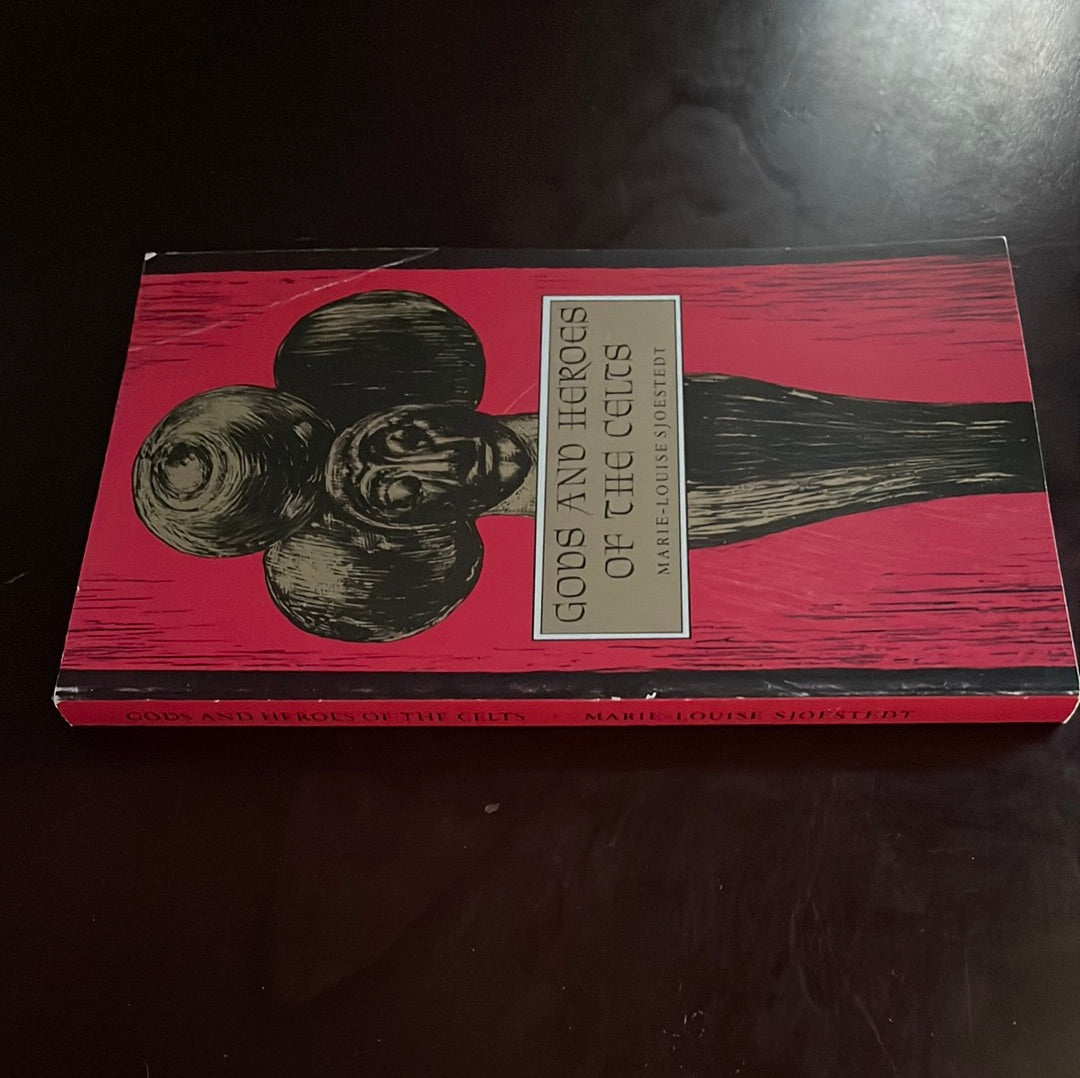 GODS AND HEROES
OF THE CELTS
MARIE-LOUISE SJOESTEDT
GODS AND HEROES OF THE CELTS · MARIE-LOUISE SJOESTEDT